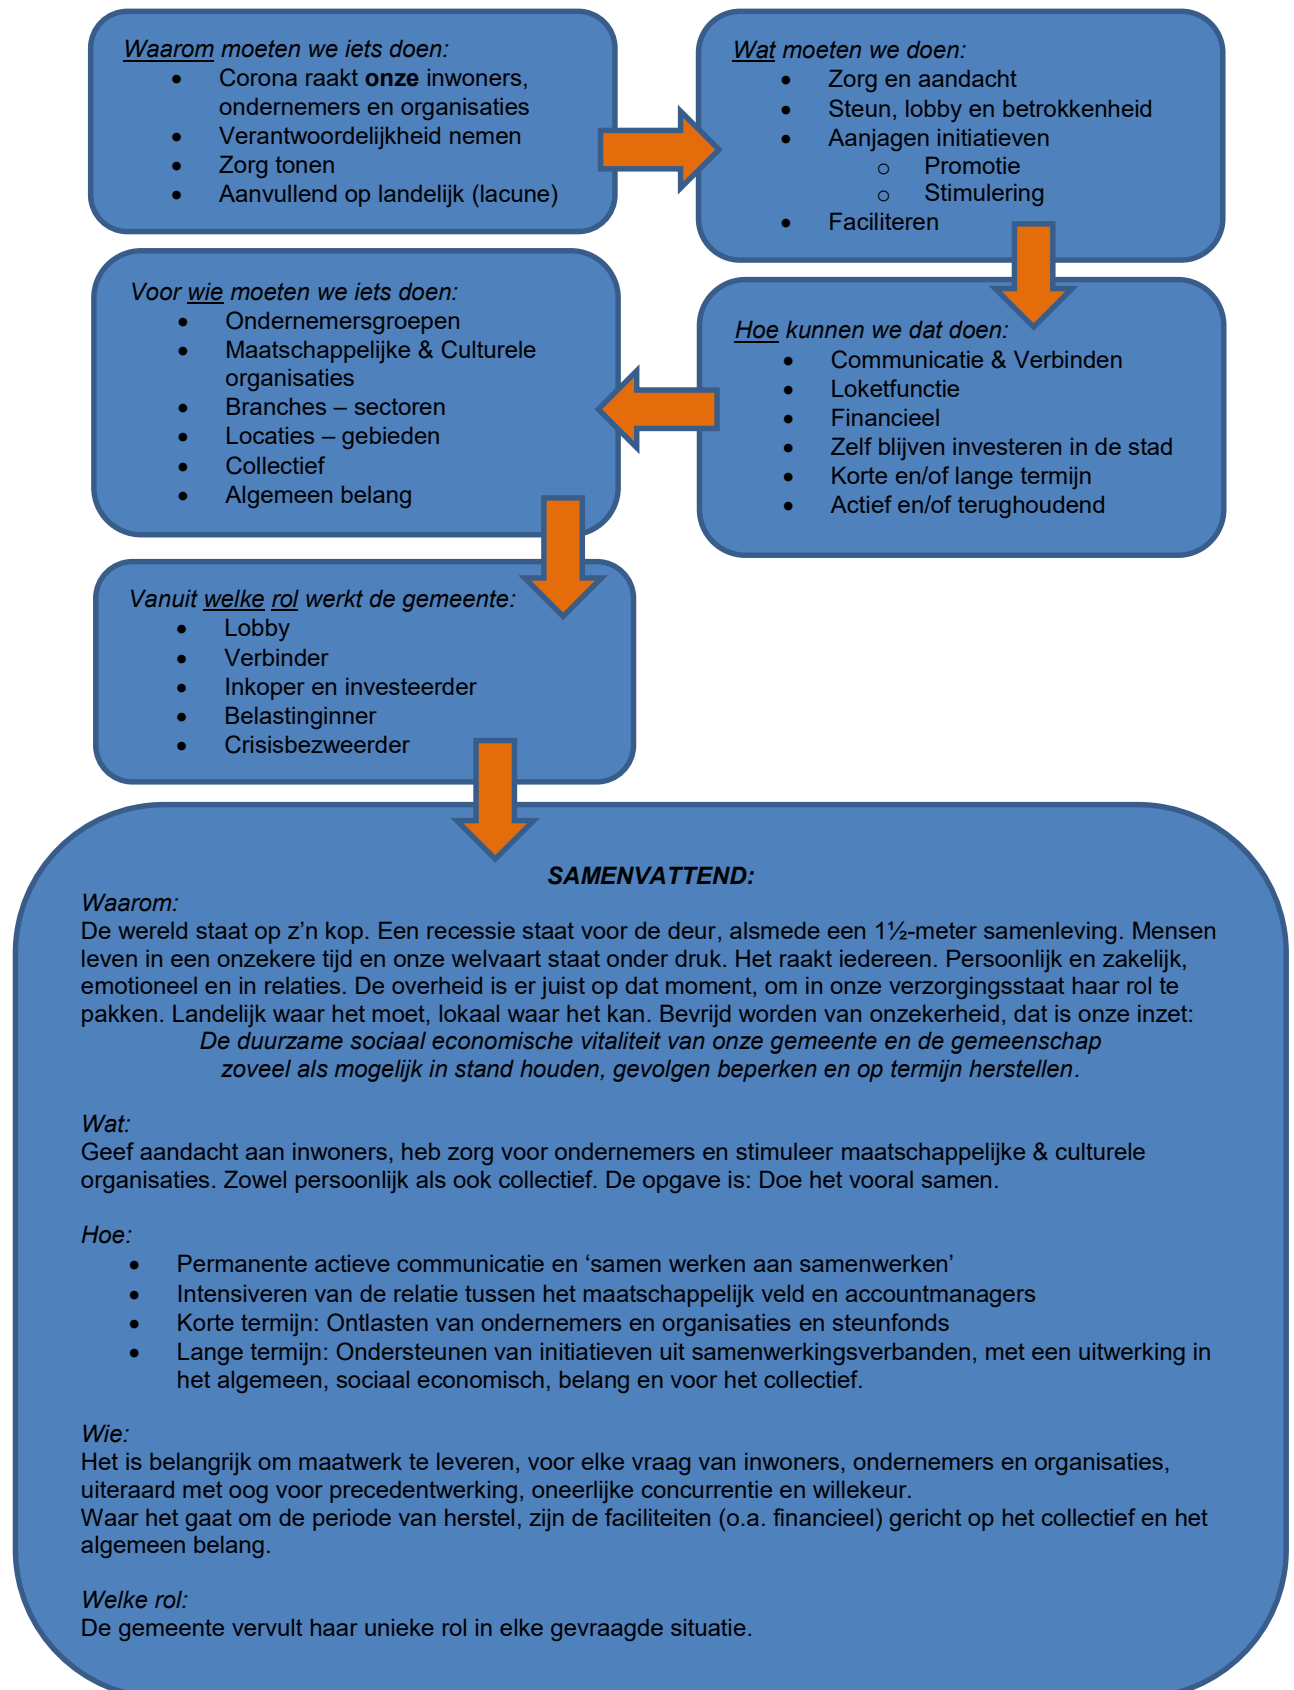 Waarom moeten we iets doen:
• Corona raakt onze inwoners,
ondernemers en organisaties
• Verantwoordelijkheid nemen
• Zorg tonen
• Aanvullend op landelijk (lacune)
Wat moeten we doen:
• Zorg en aandacht
• Steun, lobby en betrokkenheid
• Aanjagen initiatieven
o Promotie
o Stimulering
• Faciliteren
Hoe kunnen we dat doen:
• Communicatie & Verbinden
• Loketfunctie
• Financieel
• Zelf blijven investeren in de stad
• Korte en/of lange termijn
• Actief en/of terughoudend
Voor wie moeten we iets doen:
• Ondernemersgroepen
• Maatschappelijke & Culturele
organisaties
• Branches – sectoren
• Locaties – gebieden
• Collectief
• Algemeen belang
Vanuit welke rol werkt de gemeente:
• Lobby
• Verbinder
• Inkoper en investeerder
• Belastinginner
• Crisisbezweerder
SAMENVATTEND:
Waarom:
De wereld staat op z’n kop. Een recessie staat voor de deur, alsmede een 1½-meter samenleving. Mensen
leven in een onzekere tijd en onze welvaart staat onder druk. Het raakt iedereen. Persoonlijk en zakelijk,
emotioneel en in relaties. De overheid is er juist op dat moment, om in onze verzorgingsstaat haar rol te
pakken. Landelijk waar het moet, lokaal waar het kan. Bevrijd worden van onzekerheid, dat is onze inzet:
De duurzame sociaal economische vitaliteit van onze gemeente en de gemeenschap
zoveel als mogelijk in stand houden, gevolgen beperken en op termijn herstellen.
Wat:
Geef aandacht aan inwoners, heb zorg voor ondernemers en stimuleer maatschappelijke & culturele
organisaties. Zowel persoonlijk als ook collectief. De opgave is: Doe het vooral samen.
Hoe:
• Permanente actieve communicatie en ‘samen werken aan samenwerken’
• Intensiveren van de relatie tussen het maatschappelijk veld en accountmanagers
• Korte termijn: Ontlasten van ondernemers en organisaties en steunfonds
• Lange termijn: Ondersteunen van initiatieven uit samenwerkingsverbanden, met een uitwerking in
het algemeen, sociaal economisch, belang en voor het collectief.
Wie:
Het is belangrijk om maatwerk te leveren, voor elke vraag van inwoners, ondernemers en organisaties,
uiteraard met oog voor precedentwerking, oneerlijke concurrentie en willekeur.
Waar het gaat om de periode van herstel, zijn de faciliteiten (o.a. financieel) gericht op het collectief en het
algemeen belang.
Welke rol:
De gemeente vervult haar unieke rol in elke gevraagde situatie.